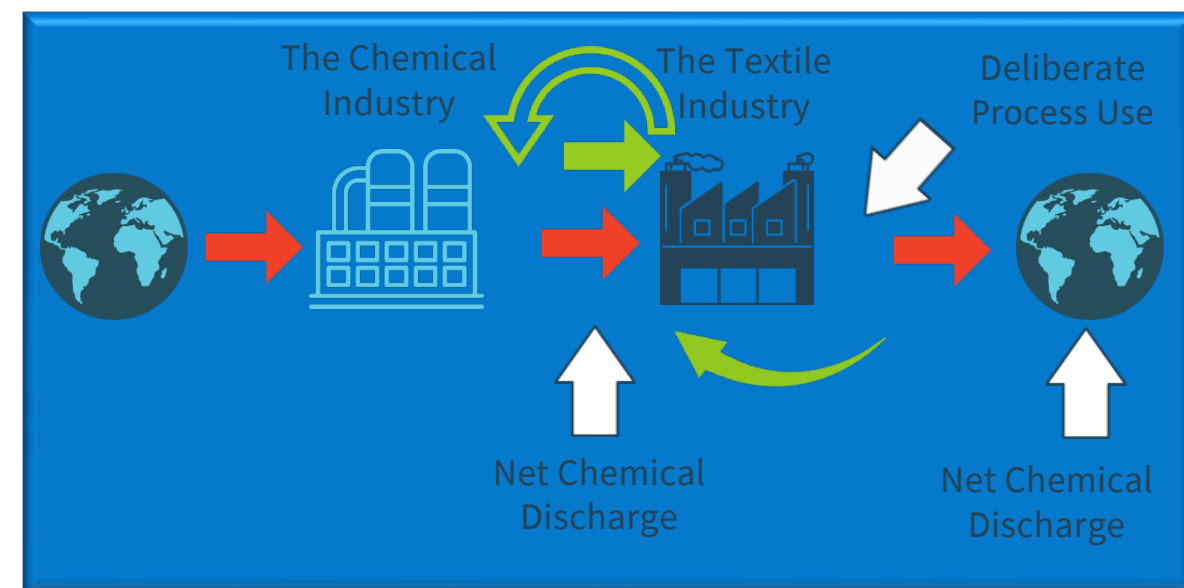 The Chemical
Industry
The Textile
Industry
Deliberate
Process Use
Net Chemical
Discharge
Net Chemical
Discharge